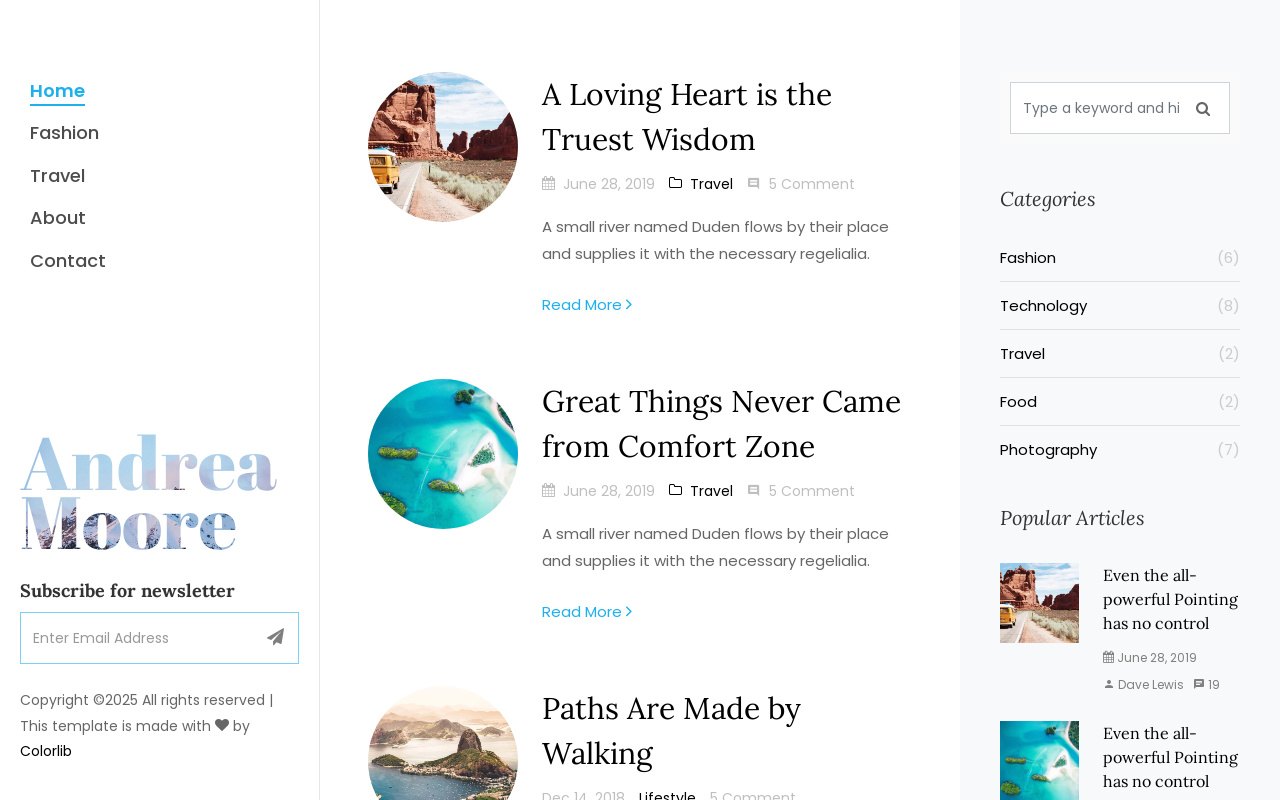 Home
Fashion
Travel
About
Contact
Andrea
Moore
Subscribe for newsletter
Enter Email Address
Copyright ©2025 All rights reserved |
This template is made with by
Colorlib
A Loving Heart is the
Truest Wisdom
June 28, 2019 Travel 5 Comment
A small river named Duden flows by their place
and supplies it with the necessary regelialia.
Read More
Great Things Never Came
from Comfort Zone
June 28, 2019 Travel 5 Comment
A small river named Duden flows by their place
and supplies it with the necessary regelialia.
Read More
Paths Are Made by
Walking
Dec 14, 2018 Lifestyle 5 Comment
Type a keyword and hi
Categories
Fashion (6)
Technology (8)
Travel (2)
Food (2)
Photography (7)
Popular Articles
Even the all-
powerful Pointing
has no control
June 28, 2019
Dave Lewis 19
Even the all-
powerful Pointing
has no control